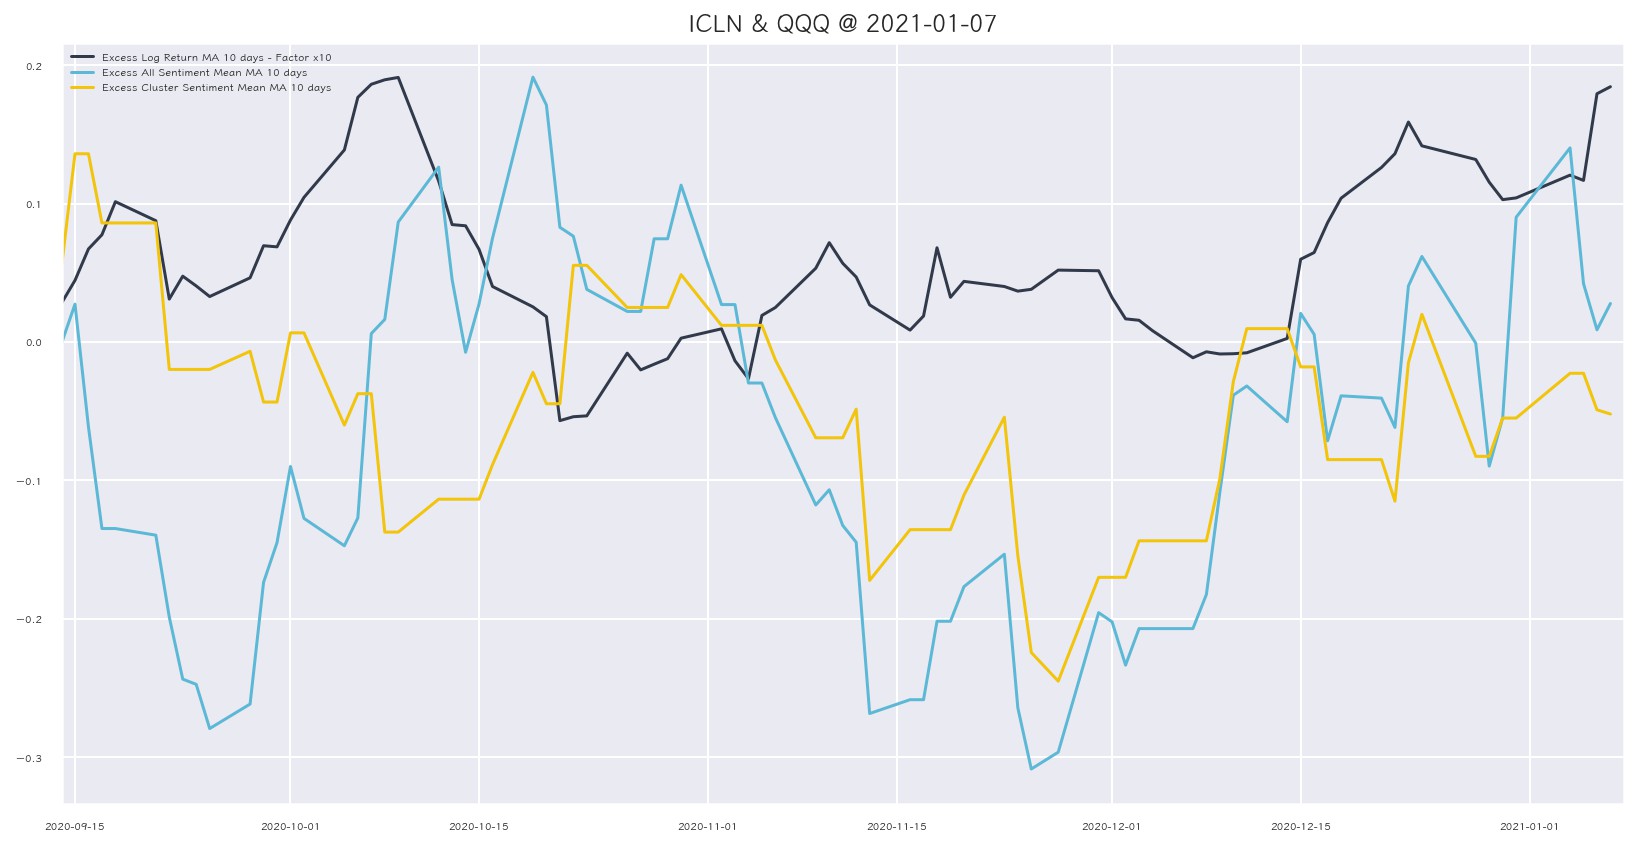 ICLN & QQQ @ 2021-01-07
Excess Log Return MA 10 days - Factor x10
Excess All Sentiment Mean MA 10 days
Excess Cluster Sentiment Mean MA 10 days
0.2
0.1
0.0
−0.1
−0.2
−0.3
2020-09-15 2020-10-01 2020-10-15 2020-11-01 2020-11-15 2020-12-01 2020-12-15 2021-01-01